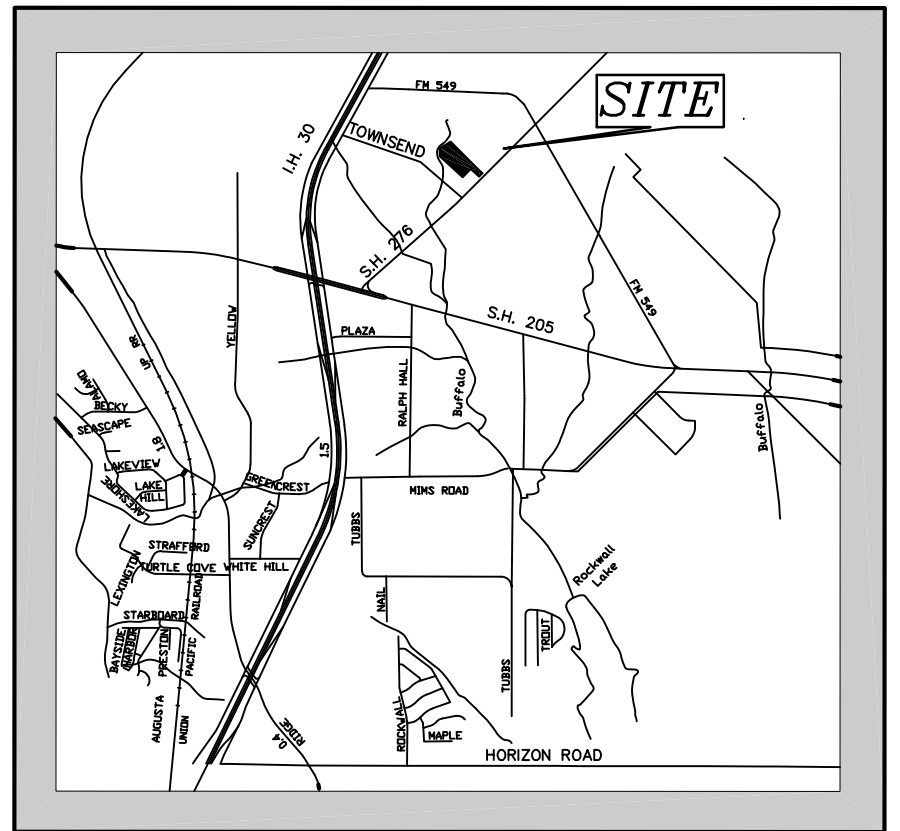 FM 549
SITE
I.H. 30
TOWNSEND
S.H. 276
FM 549
S.H. 205
YELLOW
PLAZA
UP RR
ALAMO
BECKY
SEASCAPE
RALPH HALL
Buffalo
Buffalo
1.8
1.5
LAKEVIEW
LAKE
HILL
LAKESHORE
GREENCREST
MIMS ROAD
SUNCREST
TUBBS
STRAFFORD
TURTLE COVE
WHITE HILL
LEXINGTON
Rockwall
Lake
NAIL
STARBOARD
RAILROAD
BAYSIDE
HARBOR
PRESTON
PACIFIC
TROUT
TUBBS
AUGUSTA
UNION
RIDGE
0.4
ROCKWALL
MAPLE
HORIZON ROAD